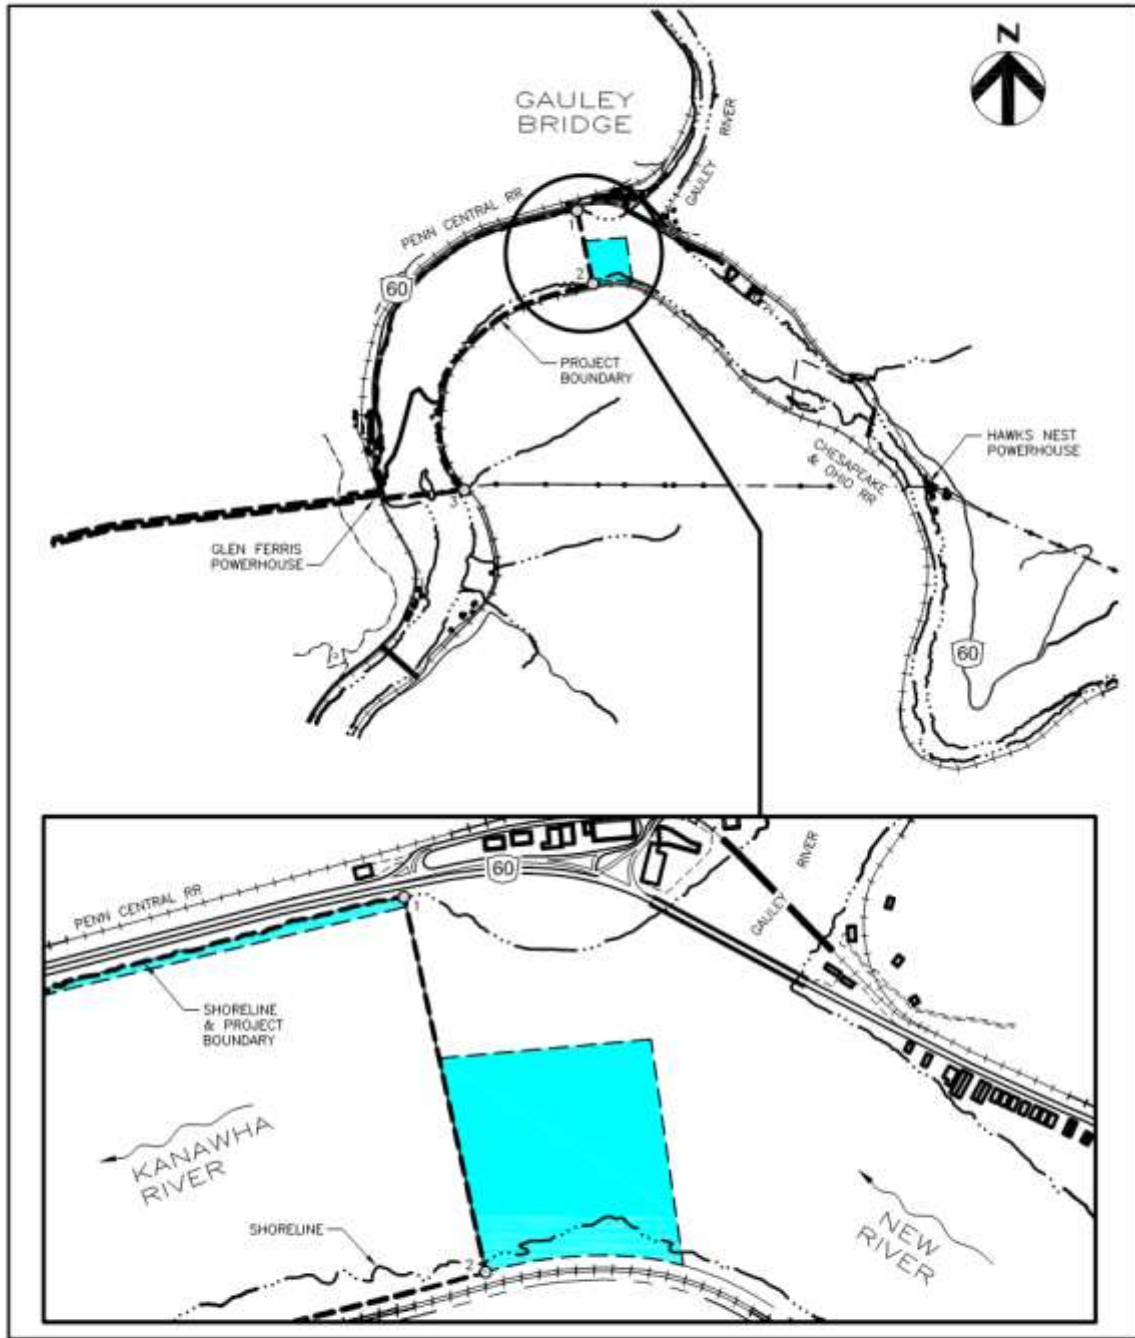 N
GAULEY
BRIDGE
GAULEY
RIVER
PENN CENTRAL RR
1
60
2
PROJECT
BOUNDARY
HAWKS NEST
POWERHOUSE
CHESAPEAKE
& OHIO RR
3
GLEN FERRIS
POWERHOUSE
60
60
RIVER
GAULEY
PENN CENTRAL RR
1
SHORELINE
& PROJECT
BOUNDARY
KANAWHA
RIVER
NEW
RIVER
SHORELINE
2